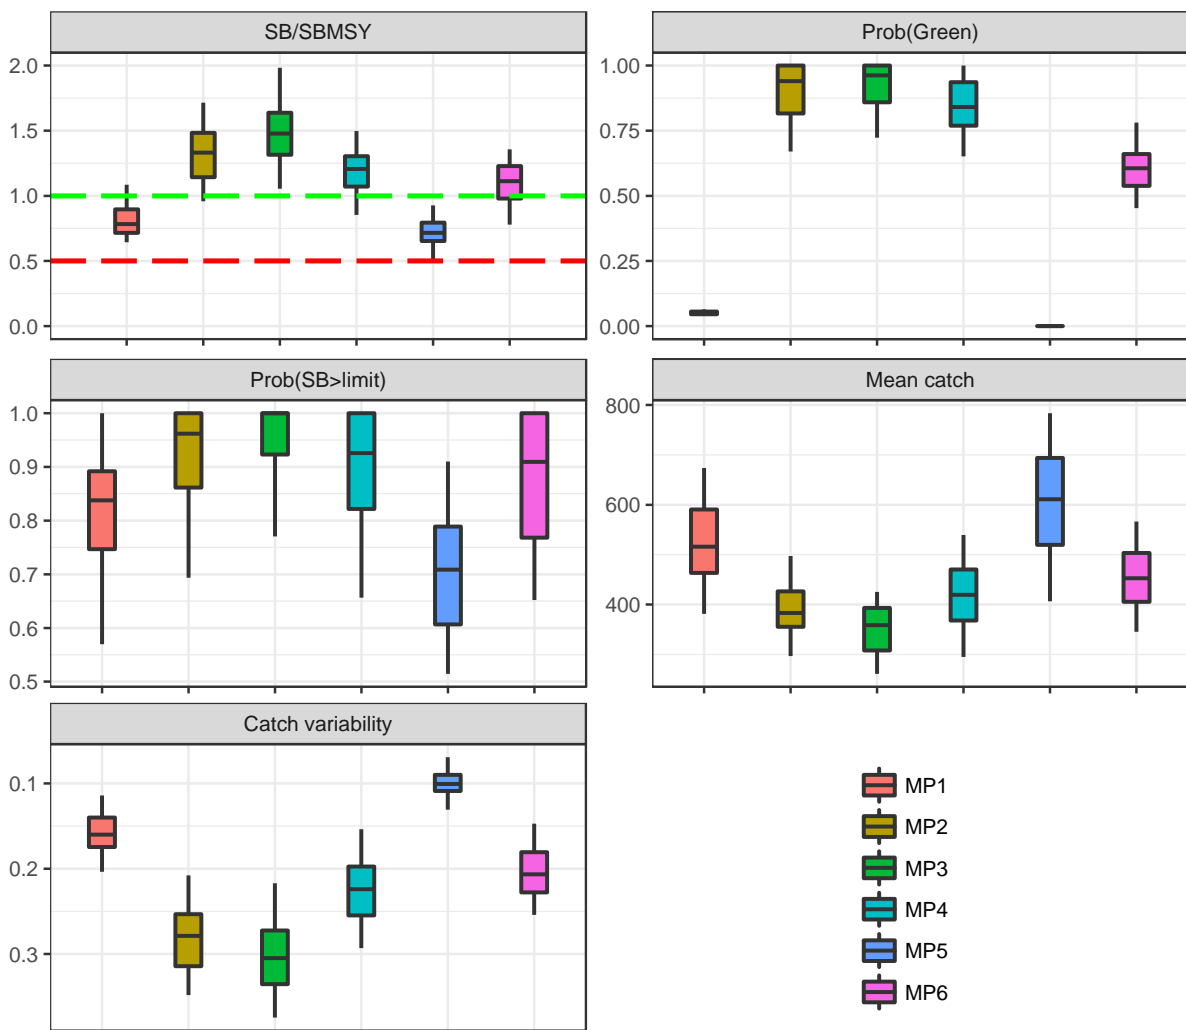 SB/SBMSY
2.0
1.5
1.0
0.5
0.0
Prob(Green)
1.00
0.75
0.50
0.25
0.00
Prob(SB>limit)
1.0
0.9
0.8
0.7
0.6
0.5
Mean catch
800
600
400
Catch variability
0.1
0.2
0.3
MP1
MP2
MP3
MP4
MP5
MP6